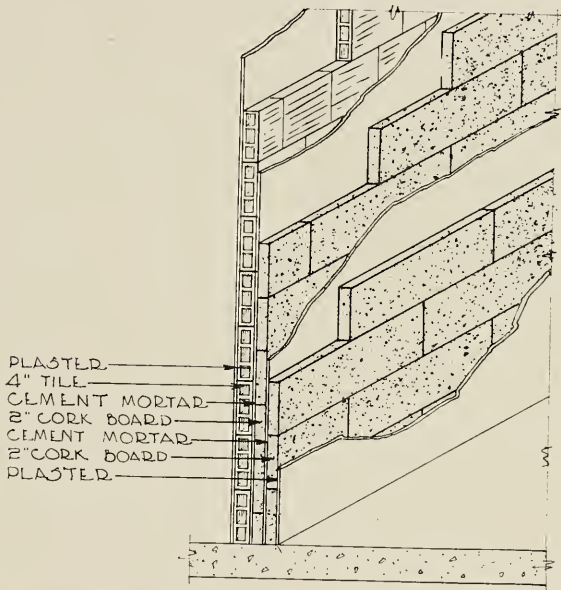 PLASTER
4" TILE
CEMENT MORTAR
2" CORK BOARD
CEMENT MORTAR
2" CORK BOARD
PLASTER